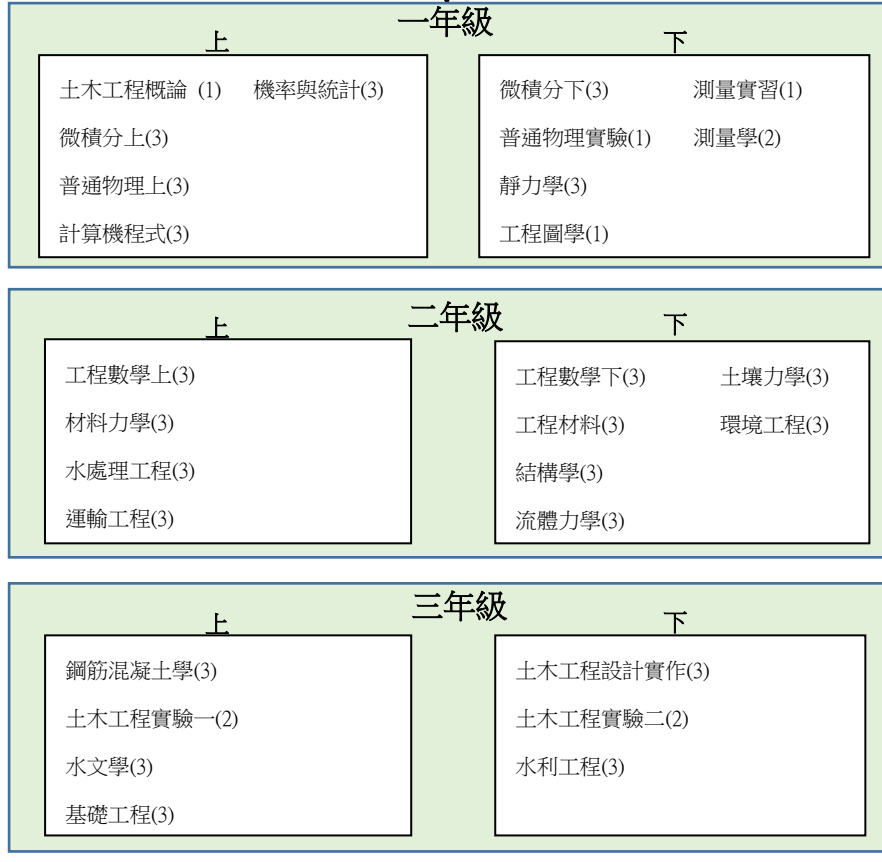 一年級
上
土木工程概論 (1) 機率與統計(3)
微積分上(3)
普通物理上(3)
計算機程式(3)
下
微積分下(3) 測量實習(1)
普通物理實驗(1) 測量學(2)
靜力學(3)
工程圖學(1)
二年級
上
工程數學上(3)
材料力學(3)
水處理工程(3)
運輸工程(3)
下
工程數學下(3) 土壤力學(3)
工程材料(3) 環境工程(3)
結構學(3)
流體力學(3)
三年級
上
鋼筋混凝土學(3)
土木工程實驗一(2)
水文學(3)
基礎工程(3)
下
土木工程設計實作(3)
土木工程實驗二(2)
水利工程(3)